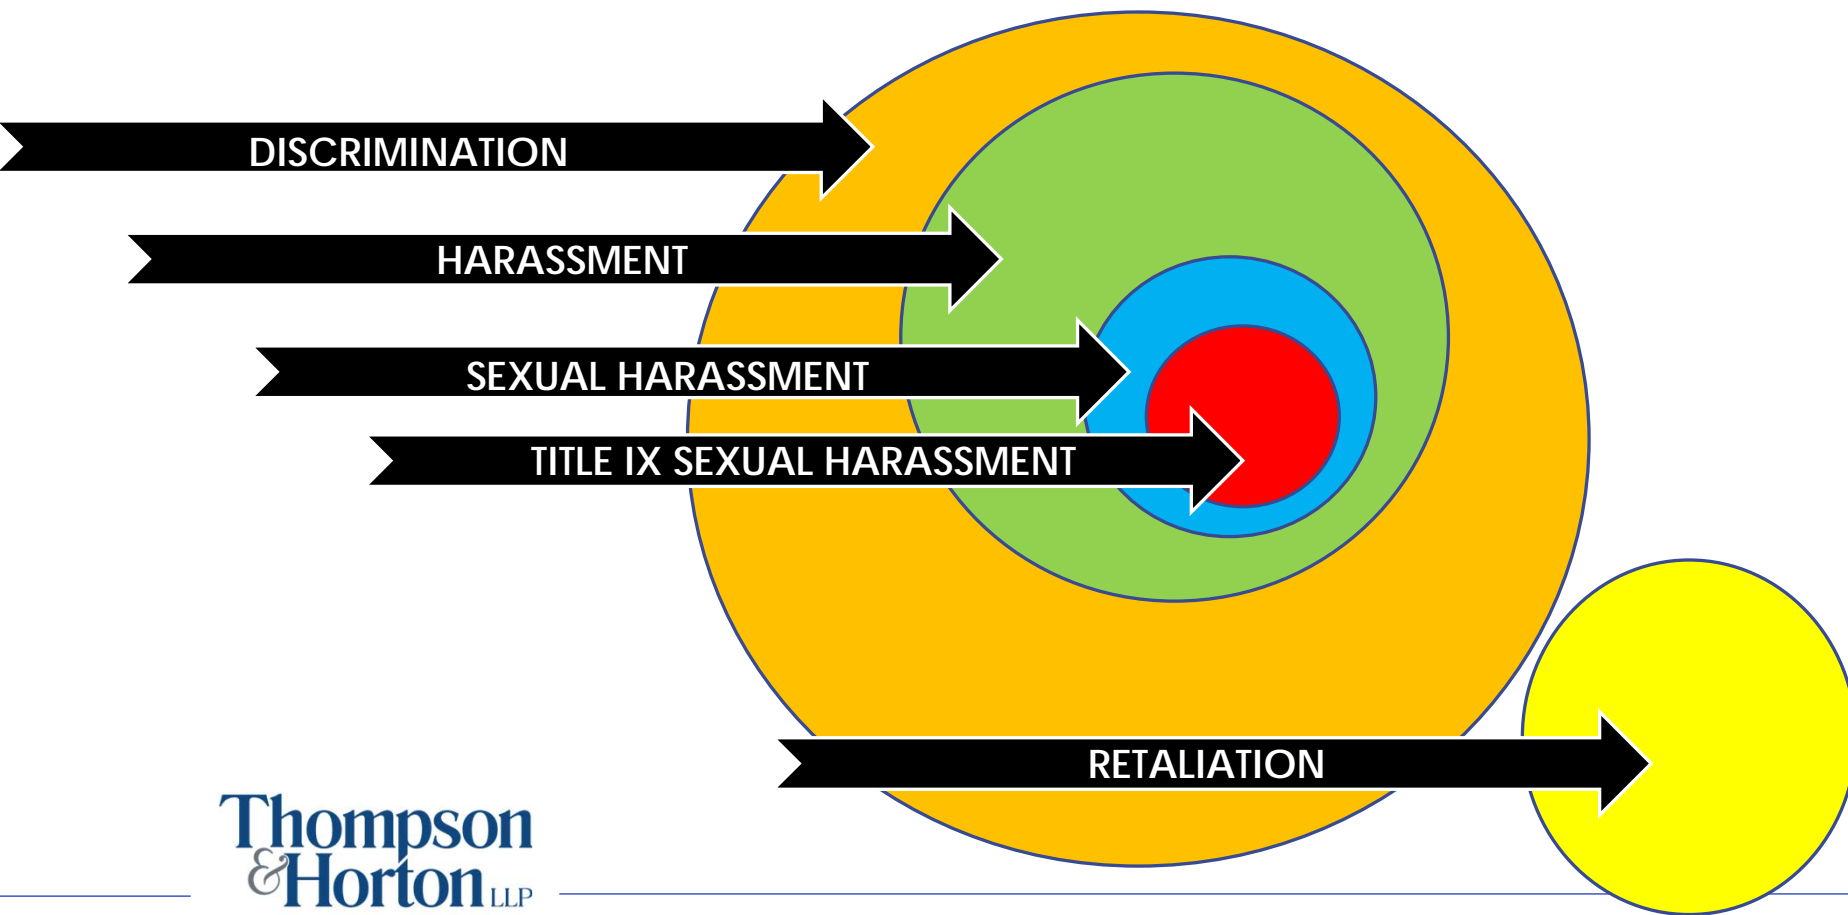 DISCRIMINATION
HARASSMENT
SEXUAL HARASSMENT
TITLE IX SEXUAL HARASSMENT
RETALIATION
Thompson
&Horton LLP